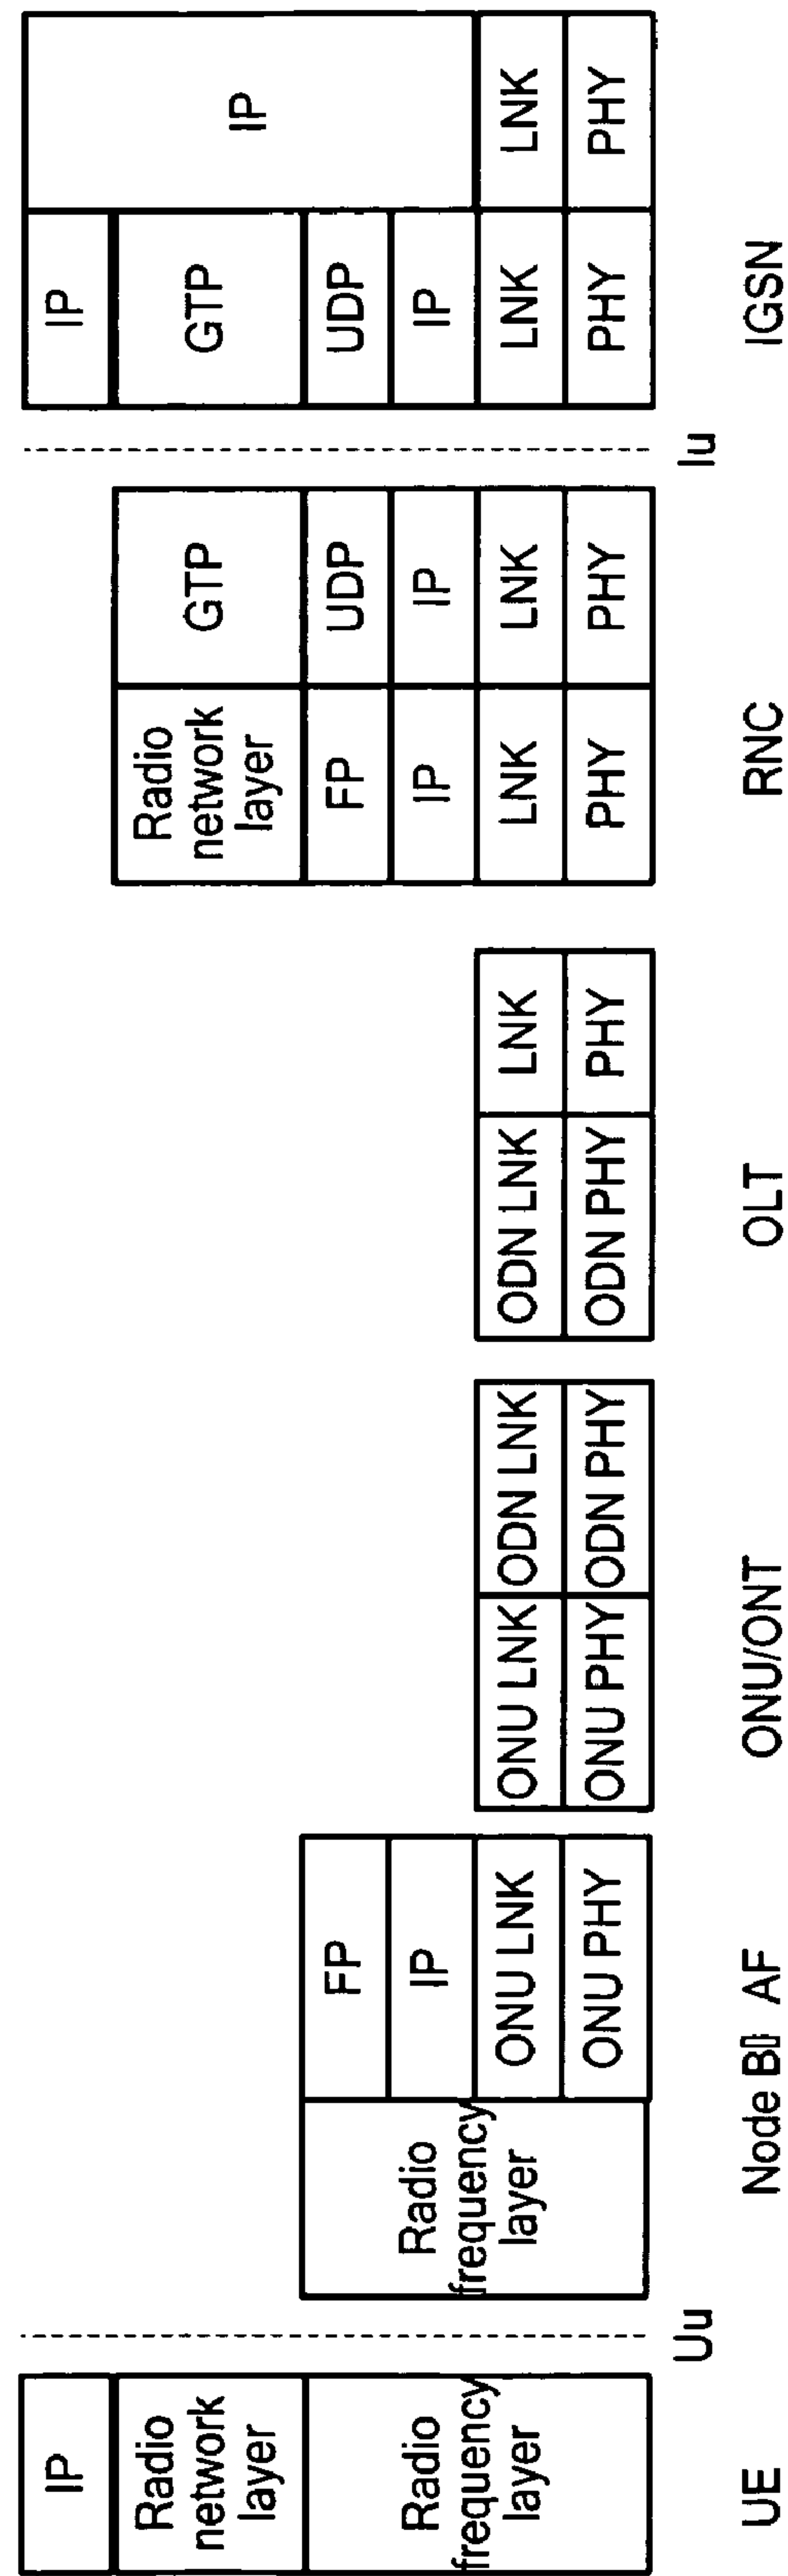 IP
Radio
network
layer
Radio
frequency
layer
UE
Uu
Radio
frequency
layer
FP
IP
ONU LNK
ONU PHY
Node B AF
ONU LNK
ODN LNK
ONU PHY
ODN PHY
ONU/ONT
ODN LNK
LNK
ODN PHY
PHY
OLT
Radio
network
layer
GTP
FP
UDP
IP
IP
LNK
LNK
PHY
PHY
RNC
Iu
IP
GTP
UDP
IP
LNK
PHY
IP
LNK
PHY
IGSN